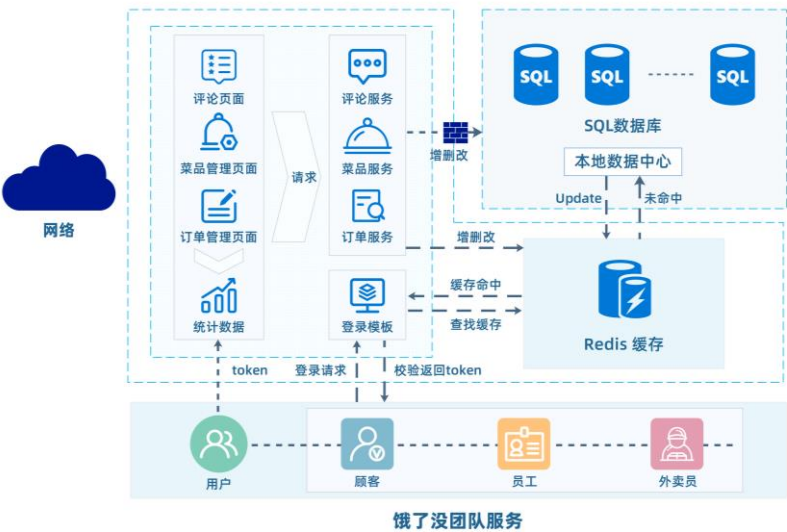 评论页面
菜品管理页面
订单管理页面
统计数据
请求
评论服务
菜品服务
订单服务
登录模板
增删改
SQL
SQL
SQL
SQL数据库
本地数据中心
Update
未命中
增删改
缓存命中
查找缓存
Redis 缓存
网络
token
登录请求
校验返回token
用户
顾客
员工
外卖员
饿了没团队服务